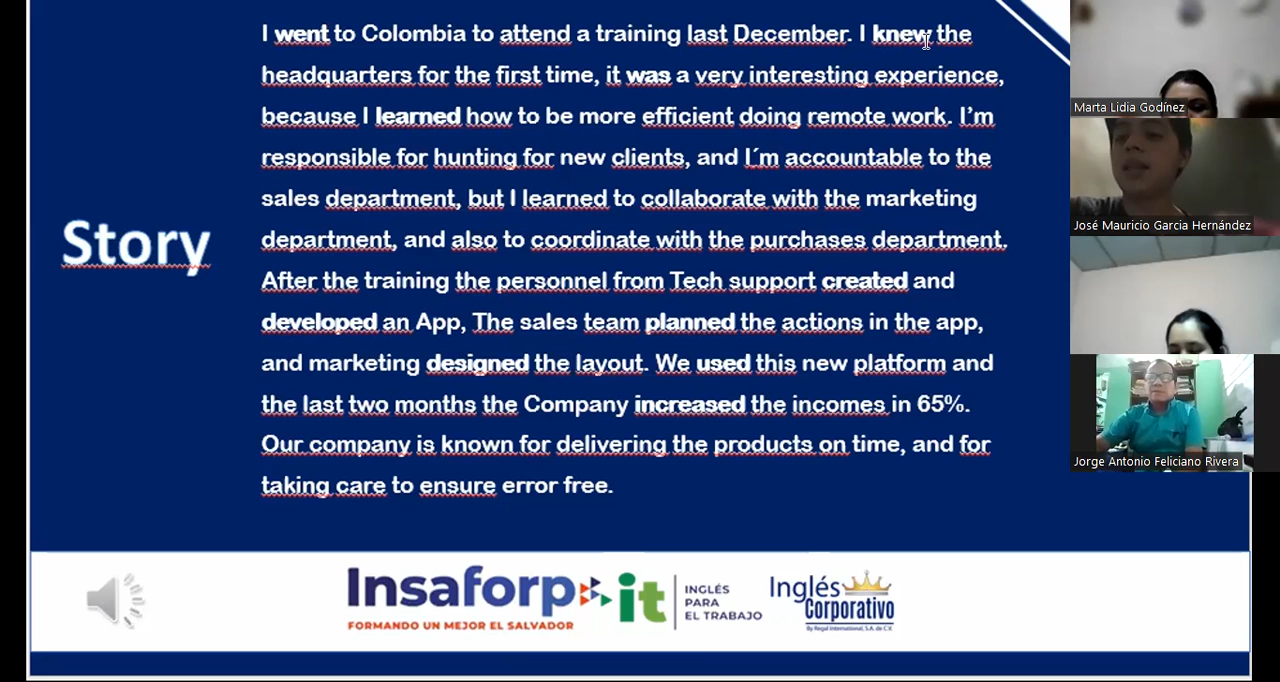 I went to Colombia to attend a training last December. I knew the
headquarters for the first time, it was a very interesting experience,
because I learned how to be more efficient doing remote work. I’m
responsible for hunting for new clients, and I´m accountable to the
sales department, but I learned to collaborate with the marketing
department, and also to coordinate with the purchases department.
After the training the personnel from Tech support created and
developed an App, The sales team planned the actions in the app,
and marketing designed the layout. We used this new platform and
the last two months the Company increased the incomes in 65%.
Our company is known for delivering the products on time, and for
taking care to ensure error free.
Story
Marta Lidia Godínez
José Mauricio Garcia Hernández
Jorge Antonio Feliciano Rivera
Insaforp
FORMANDO UN MEJOR EL SALVADOR
it
INGLÉS
PARA
EL TRABAJO
Inglés
Corporativo
By Regal International, S.A. de C.V.